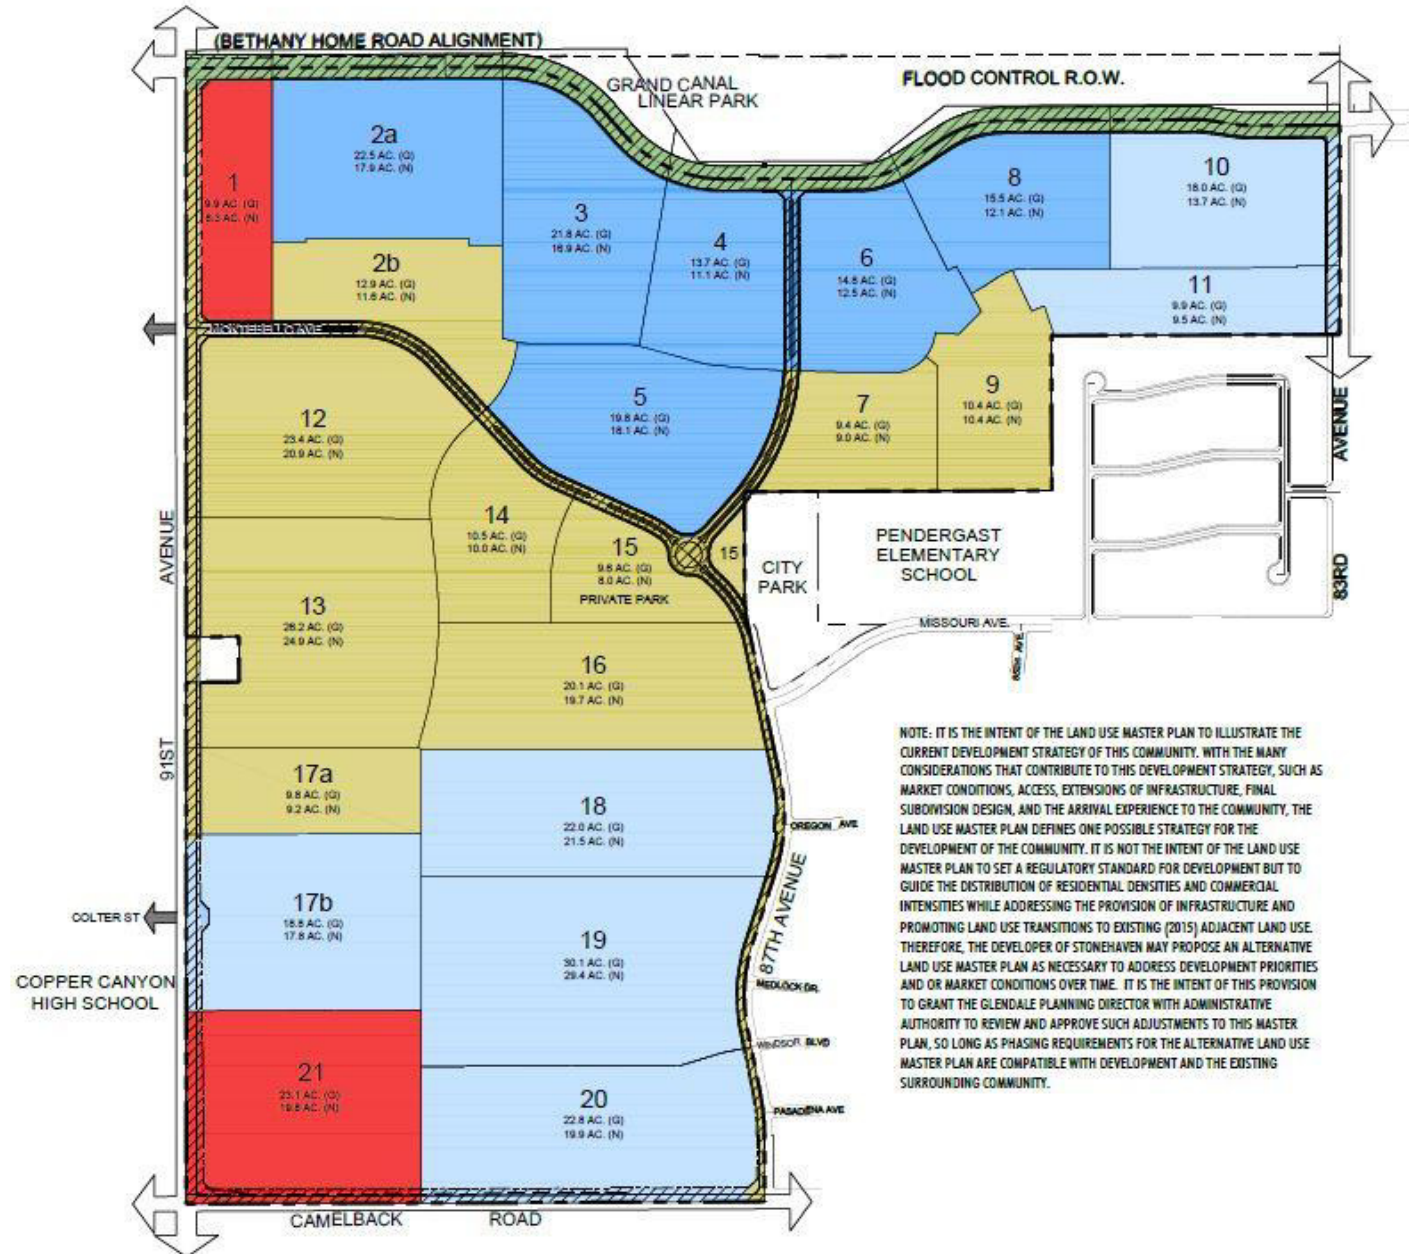 (BETHANY HOME ROAD ALIGNMENT)
GRAND CANAL
LINEAR PARK
FLOOD CONTROL R.O.W.
1
9.9 AC. (G)
8.3 AC. (N)
2a
22.5 AC. (G)
17.9 AC. (N)
2b
12.9 AC. (G)
11.6 AC. (N)
3
21.8 AC. (G)
16.9 AC. (N)
4
13.7 AC. (G)
11.1 AC. (N)
6
14.8 AC. (G)
12.5 AC. (N)
8
15.5 AC. (G)
12.1 AC. (N)
10
18.0 AC. (G)
13.7 AC. (N)
11
9.9 AC. (G)
9.5 AC. (N)
MONTEBELLO AVE
5
19.8 AC. (G)
18.1 AC. (N)
7
9.4 AC. (G)
9.0 AC. (N)
9
10.4 AC. (G)
10.4 AC. (N)
12
23.4 AC. (G)
20.9 AC. (N)
14
10.5 AC. (G)
10.0 AC. (N)
15
9.6 AC. (G)
8.0 AC. (N)
PRIVATE PARK
15
CITY
PARK
PENDERGAST
ELEMENTARY
SCHOOL
83RD
AVENUE
MISSOURI AVE.
13
26.2 AC. (G)
24.9 AC. (N)
16
20.1 AC. (G)
19.7 AC. (N)
91ST
AVENUE
17a
9.8 AC. (G)
9.2 AC. (N)
18
22.0 AC. (G)
21.5 AC. (N)
OREGON AVE
87TH AVENUE
17b
18.8 AC. (G)
17.8 AC. (N)
COLTER ST
19
30.1 AC. (G)
29.4 AC. (N)
MEDLOCK DR.
COPPER CANYON
HIGH SCHOOL
WINDSOR BLVD
21
23.1 AC. (G)
19.8 AC. (N)
20
22.8 AC. (G)
19.9 AC. (N)
PASADENA AVE
CAMELBACK ROAD
NOTE: IT IS THE INTENT OF THE LAND USE MASTER PLAN TO ILLUSTRATE THE
CURRENT DEVELOPMENT STRATEGY OF THIS COMMUNITY. WITH THE MANY
CONSIDERATIONS THAT CONTRIBUTE TO THIS DEVELOPMENT STRATEGY, SUCH AS
MARKET CONDITIONS, ACCESS, EXTENSIONS OF INFRASTRUCTURE, FINAL
SUBDIVISION DESIGN, AND THE ARRIVAL EXPERIENCE TO THE COMMUNITY, THE
LAND USE MASTER PLAN DEFINES ONE POSSIBLE STRATEGY FOR THE
DEVELOPMENT OF THE COMMUNITY. IT IS NOT THE INTENT OF THE LAND USE
MASTER PLAN TO SET A REGULATORY STANDARD FOR DEVELOPMENT BUT TO
GUIDE THE DISTRIBUTION OF RESIDENTIAL DENSITIES AND COMMERCIAL
INTENSITIES WHILE ADDRESSING THE PROVISION OF INFRASTRUCTURE AND
PROMOTING LAND USE TRANSITIONS TO EXISTING (2015) ADJACENT LAND USE.
THEREFORE, THE DEVELOPER OF STONEHAVEN MAY PROPOSE AN ALTERNATIVE
LAND USE MASTER PLAN AS NECESSARY TO ADDRESS DEVELOPMENT PRIORITIES
AND OR MARKET CONDITIONS OVER TIME. IT IS THE INTENT OF THIS PROVISION
TO GRANT THE GLENDALE PLANNING DIRECTOR WITH ADMINISTRATIVE
AUTHORITY TO REVIEW AND APPROVE SUCH ADJUSTMENTS TO THIS MASTER
PLAN, SO LONG AS PHASING REQUIREMENTS FOR THE ALTERNATIVE LAND USE
MASTER PLAN ARE COMPATIBLE WITH DEVELOPMENT AND THE EXISTING
SURROUNDING COMMUNITY.